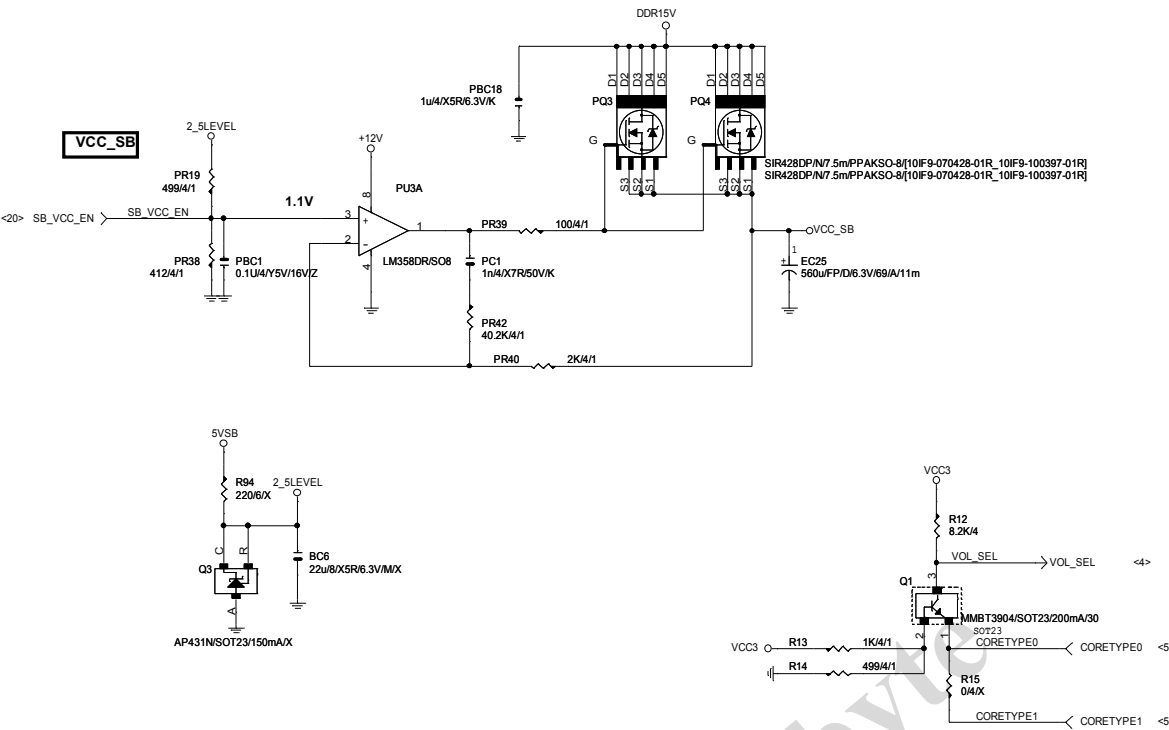 DDR15V
PBC18
1u/4/X5R/6.3V/K
D1 D2 D3 D4 D5
D1 D2 D3 D4 D5
PQ3
PQ4
G
G
S3 S2 S1
S3 S2 S1
SIR428DP/N/7.5m/PPAKSO-8/[10IF9-070428-01R_10IF9-100397-01R]
SIR428DP/N/7.5m/PPAKSO-8/[10IF9-070428-01R_10IF9-100397-01R]
VCC_SB
2_5LEVEL
+12V
PR19
499/4/1
PU3A
8
1.1V
<20> SB_VCC_EN
SB_VCC_EN
3
+
2
-
1
4
LM358DR/SO8
PR39
100/4/1
VCC_SB
PR38
412/4/1
PBC1
0.1U/4/Y5V/16V/Z
PC1
1n/4/X7R/50V/K
1
+
EC25
560u/FP/D/6.3V/69/A/11m
PR42
40.2K/4/1
PR40
2K/4/1
5VSB
R94
220/6/X
2_5LEVEL
C
R
Q3
A
BC6
22u/8/X5R/6.3V/M/X
AP431N/SOT23/150mA/X
VCC3
R12
8.2K/4
VOL_SEL
VOL_SEL
<4>
3
Q1
MMBT3904/SOT23/200mA/30
SOT23
2
1
VCC3
R13
1K/4/1
CORETYPE0
CORETYPE0
<5
R14
499/4/1
R15
0/4/X
CORETYPE1
CORETYPE1
<5